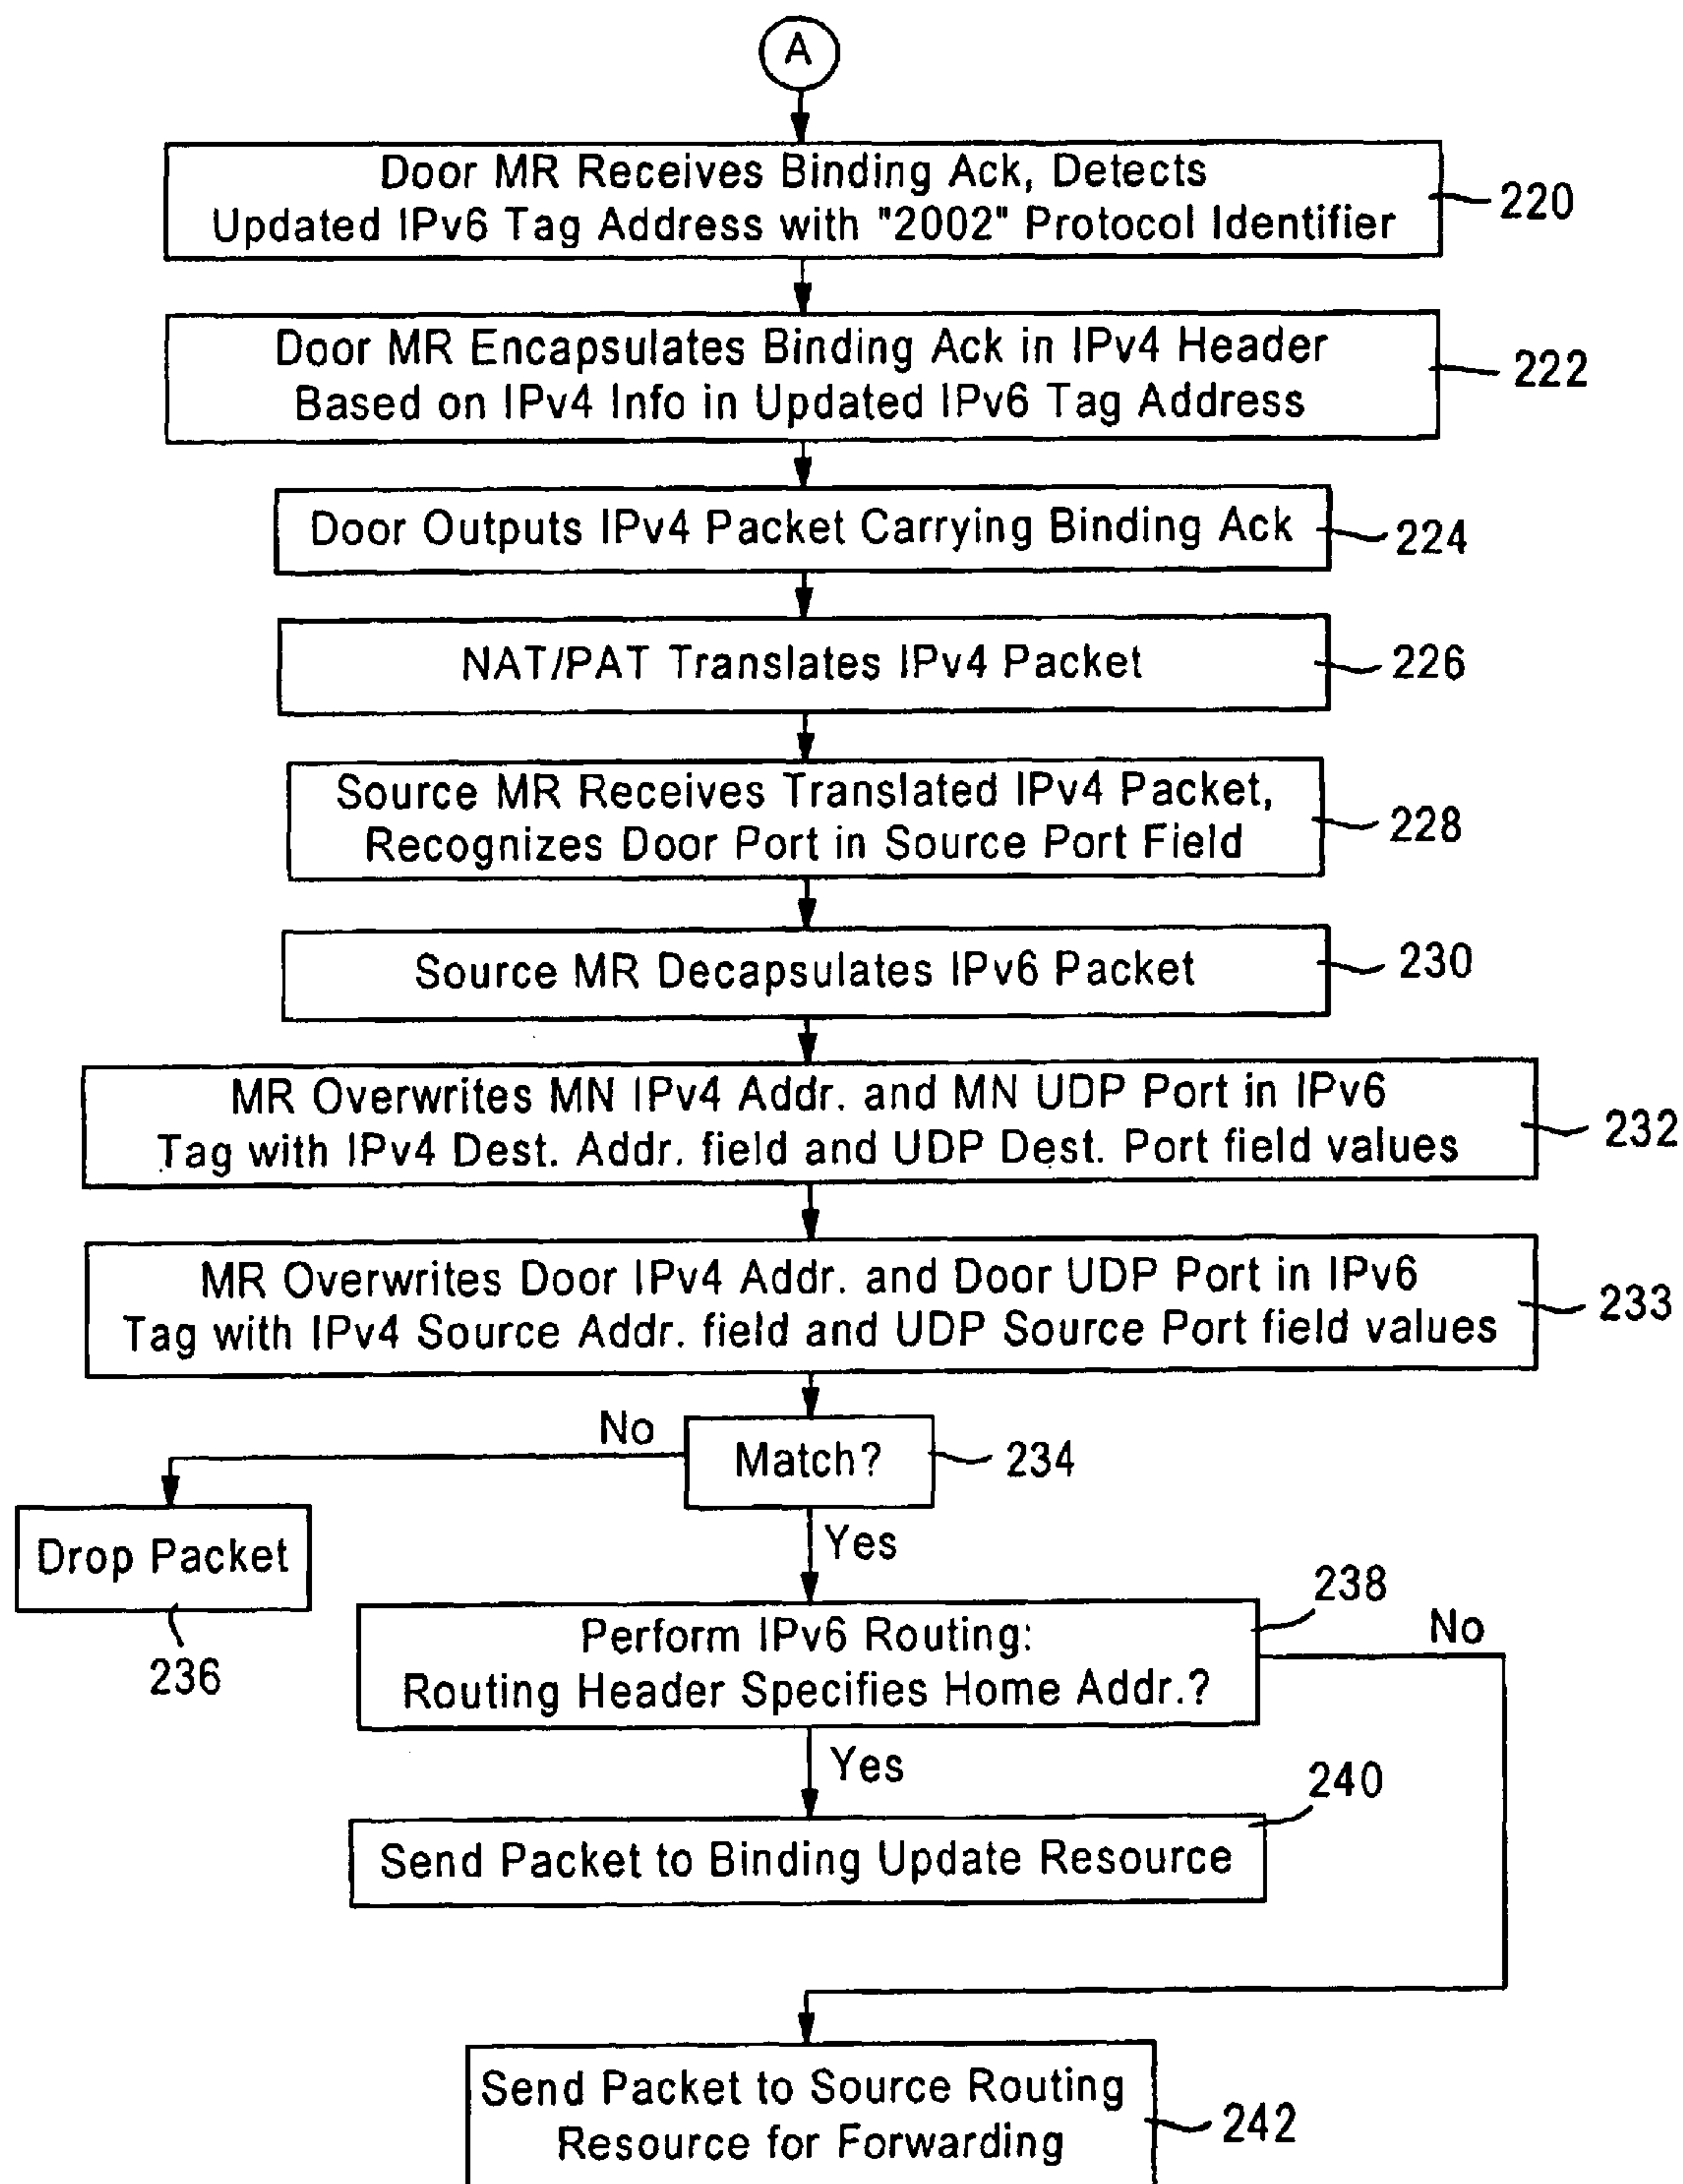 A
Door MR Receives Binding Ack, Detects
Updated IPv6 Tag Address with "2002" Protocol Identifier
220
Door MR Encapsulates Binding Ack in IPv4 Header
Based on IPv4 Info in Updated IPv6 Tag Address
222
Door Outputs IPv4 Packet Carrying Binding Ack
224
NAT/PAT Translates IPv4 Packet
226
Source MR Receives Translated IPv4 Packet,
Recognizes Door Port in Source Port Field
228
Source MR Decapsulates IPv6 Packet
230
MR Overwrites MN IPv4 Addr. and MN UDP Port in IPv6
Tag with IPv4 Dest. Addr. field and UDP Dest. Port field values
232
MR Overwrites Door IPv4 Addr. and Door UDP Port in IPv6
Tag with IPv4 Source Addr. field and UDP Source Port field values
233
No
Match?
234
Drop Packet
236
Yes
Perform IPv6 Routing:
Routing Header Specifies Home Addr.?
238
No
Yes
240
Send Packet to Binding Update Resource
Send Packet to Source Routing
Resource for Forwarding
242